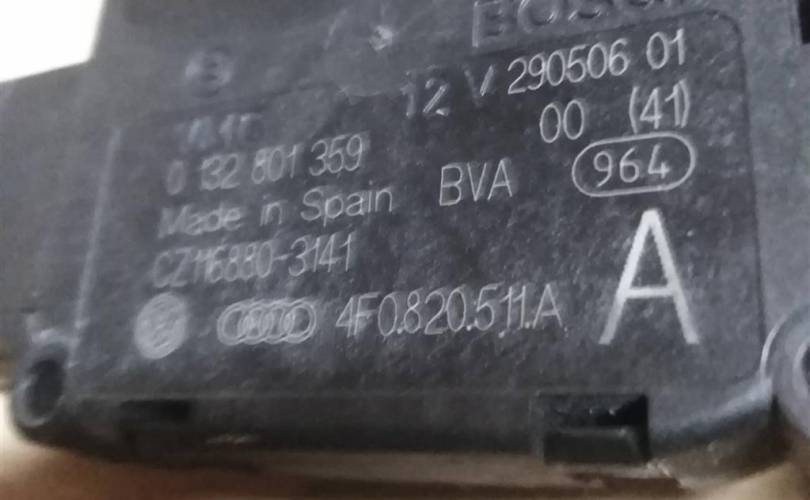 BOSCH
12 V 290506 01
00 (41)
0 132 801 359
BVA 964
Made in Spain
CZ116880-3141
A
4F0.820.511.A